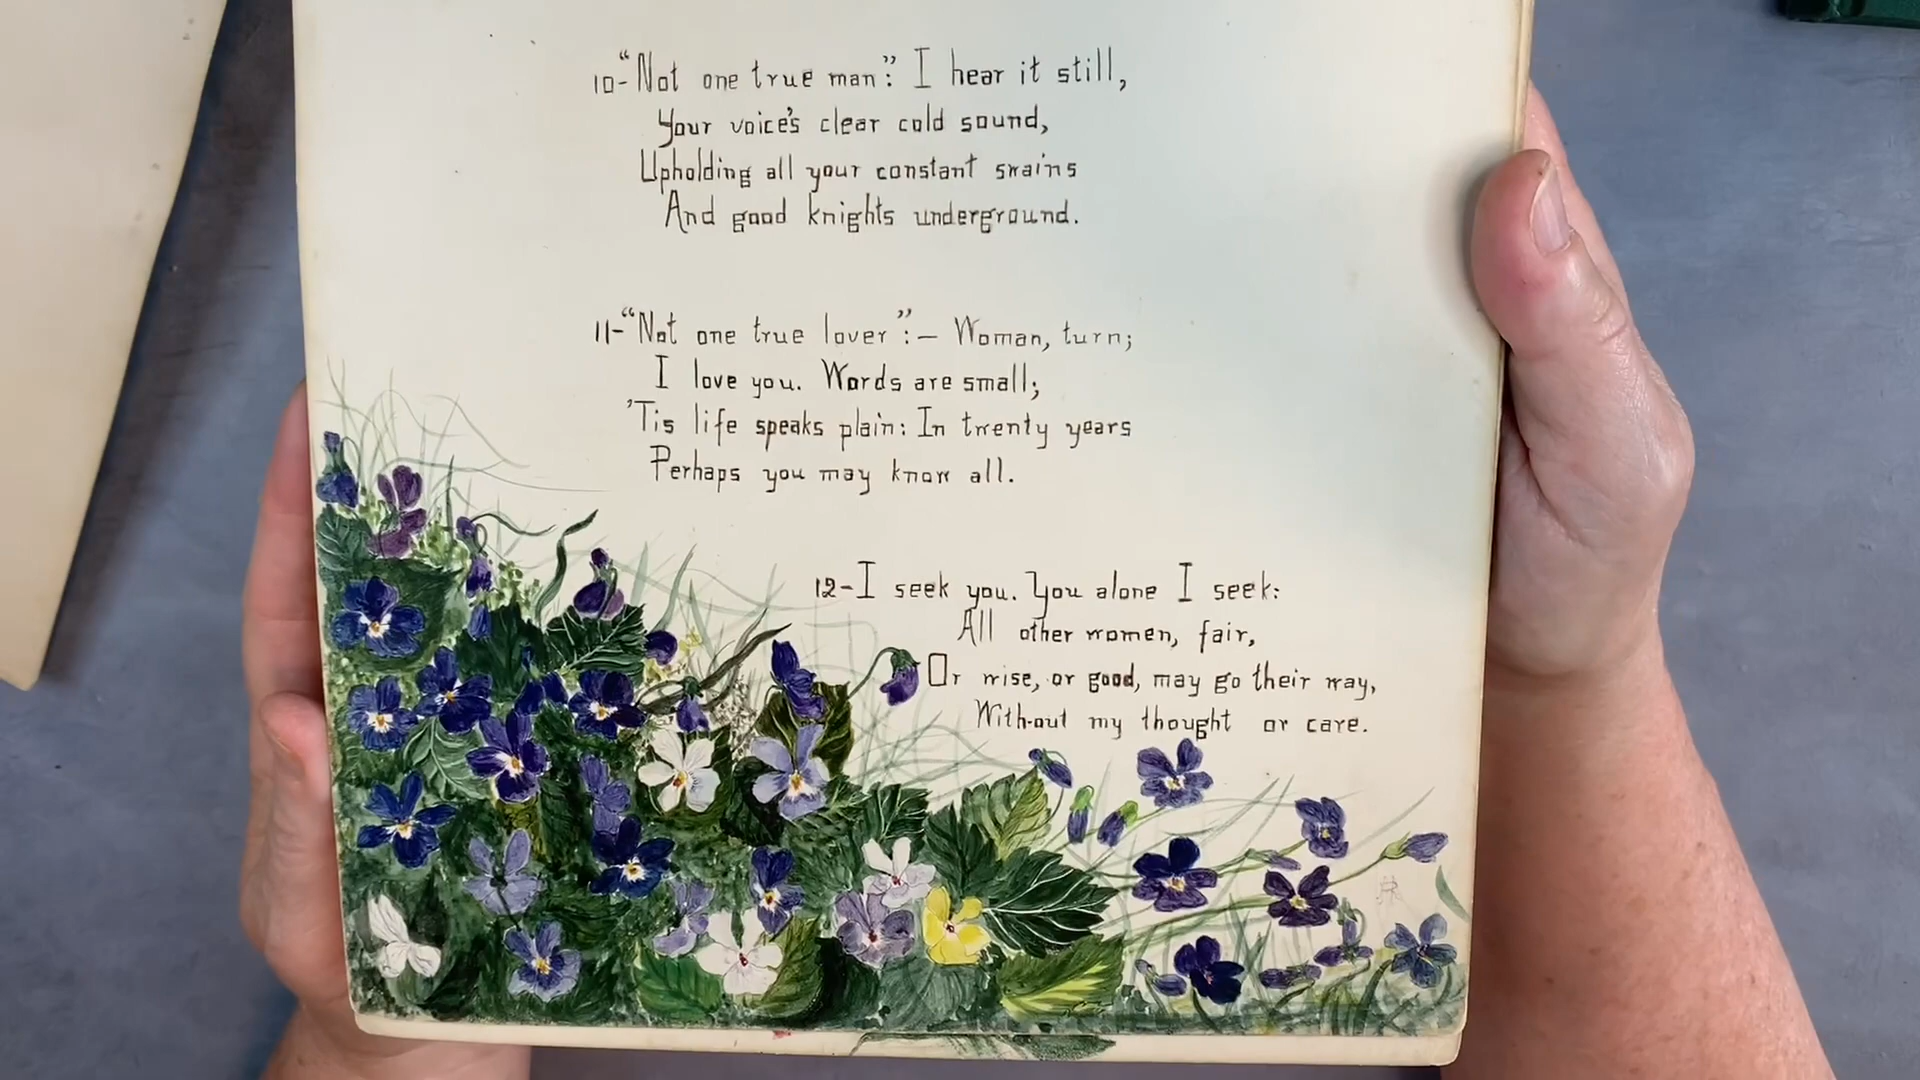 10-"Not one true man": I hear it still,
Your voice's clear cold sound,
Upholding all your constant swains
And good knights underground.
11-"Not one true lover":— Woman, turn;
I love you. Words are small;
'Tis life speaks plain: In twenty years
Perhaps you may know all.
12-I seek you. You alone I seek:
All other women, fair,
Or wise, or good, may go their way,
With-out my thought or care.